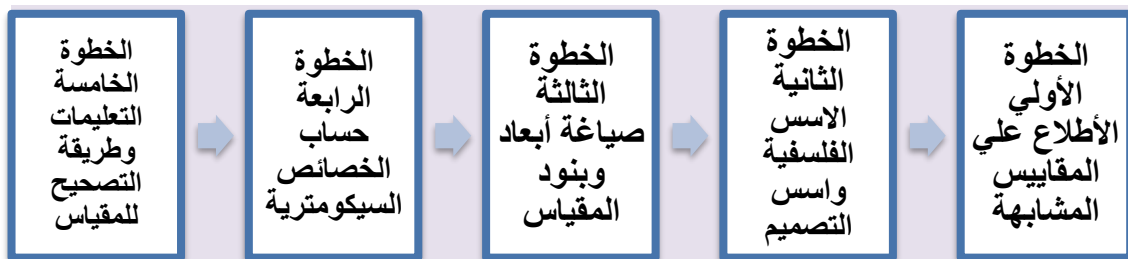 الخطوة
الأولي
الأطلاع علي
المقاييس
المشابهة
الخطوة
الثانية
الاسس
الفلسفية
واسس
التصميم
الخطوة
الثالثة
صياغة أبعاد
وبنود
المقياس
الخطوة
الرابعة
حساب
الخصائص
السيكومترية
الخطوة
الخامسة
التعليمات
وطريقة
التصحيح
للمقياس